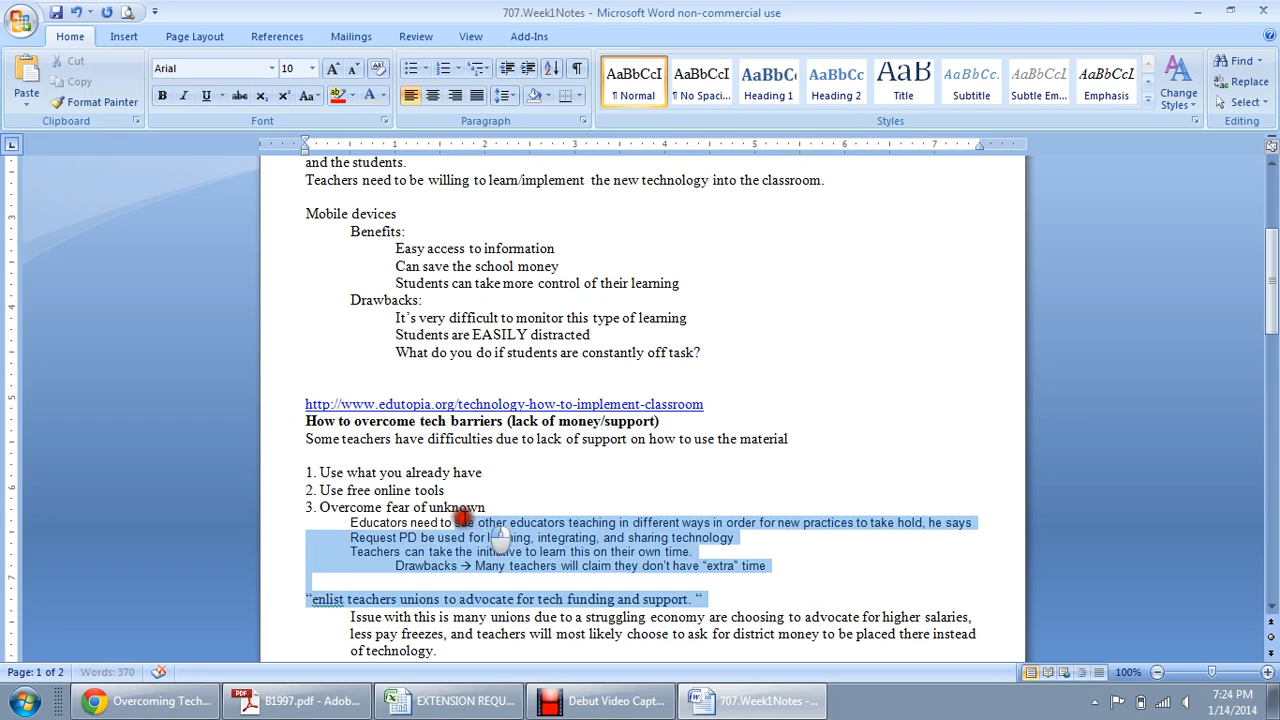 707.Week1Notes - Microsoft Word non-commercial use
Home Insert Page Layout References Mailings Review View Add-Ins
Paste
Cut
Copy
Format Painter
Clipboard
Arial 10
Font
Paragraph
AaBbCcI AaBbCcI AaBbC AaBbCc AaB AaBbCcI AaBbCcI AaBbCcI
¶ Normal ¶ No Spaci... Heading 1 Heading 2 Title Subtitle Subtle Em... Emphasis
Change Styles
Styles
Find
Replace
Select
Editing
1 2 3 4 5 6 7
and the students.
Teachers need to be willing to learn/implement the new technology into the classroom.
Mobile devices
Benefits:
Easy access to information
Can save the school money
Students can take more control of their learning
Drawbacks:
It’s very difficult to monitor this type of learning
Students are EASILY distracted
What do you do if students are constantly off task?
http://www.edutopia.org/technology-how-to-implement-classroom
How to overcome tech barriers (lack of money/support)
Some teachers have difficulties due to lack of support on how to use the material
1. Use what you already have
2. Use free online tools
3. Overcome fear of unknown
Educators need to other educators teaching in different ways in order for new practices to take hold, he says
Request PD be used for integrating, and sharing technology
Teachers can take the initiative to learn this on their own time.
Drawbacks → Many teachers will claim they don’t have “extra” time
“enlist teachers unions to advocate for tech funding and support. “
Issue with this is many unions due to a struggling economy are choosing to advocate for higher salaries,
less pay freezes, and teachers will most likely choose to ask for district money to be placed there instead
of technology.
Page: 1 of 2 Words: 370 100%
Overcoming Tech... B1997.pdf - Adob... EXTENSION REQU... Debut Video Capt... 707.Week1Notes -...
7:24 PM
1/14/2014